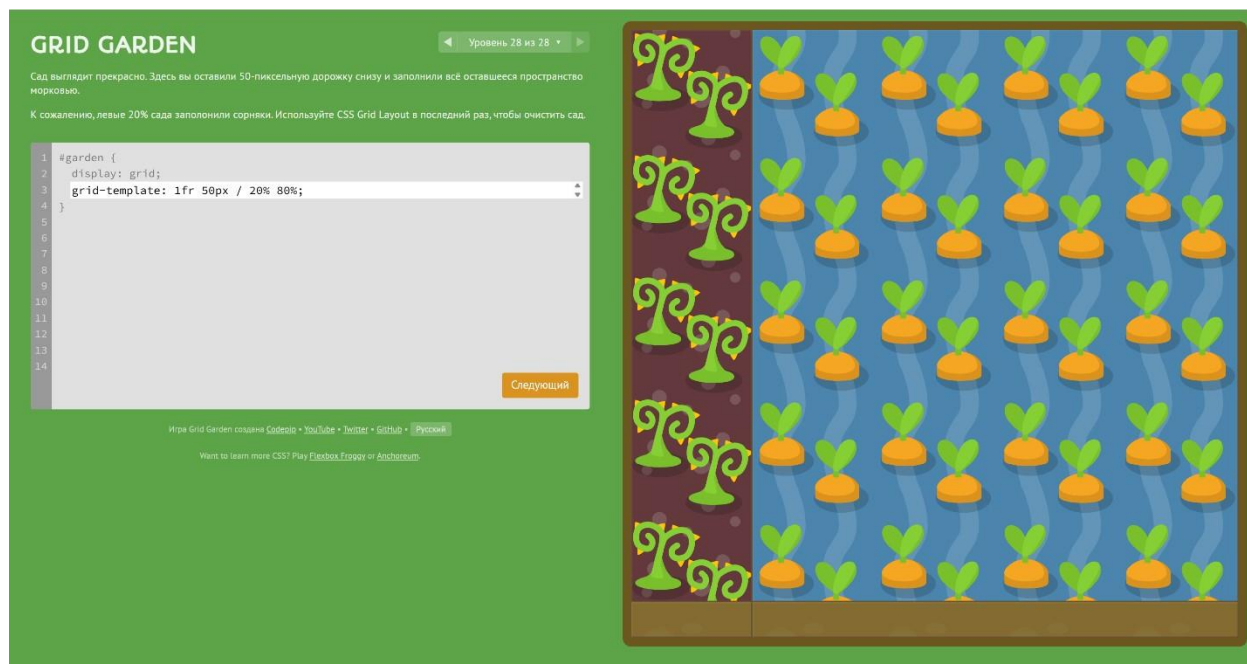 GRID GARDEN
Уровень 28 из 28
Сад выглядит прекрасно. Здесь вы оставили 50-пиксельную дорожку снизу и заполнили всё оставшееся пространство
морковью.
К сожалению, левые 20% сада заполонили сорняки. Используйте CSS Grid Layout в последний раз, чтобы очистить сад.
1 #garden {
2 display: grid;
3 grid-template: 1fr 50px / 20% 80%;
4 }
5
6
7
8
9
10
11
12
13
14
Следующий
Игра Grid Garden создана Codepip • YouTube • Twitter • GitHub • Русский
Want to learn more CSS? Play Flexbox Froggy or Anchoreum.